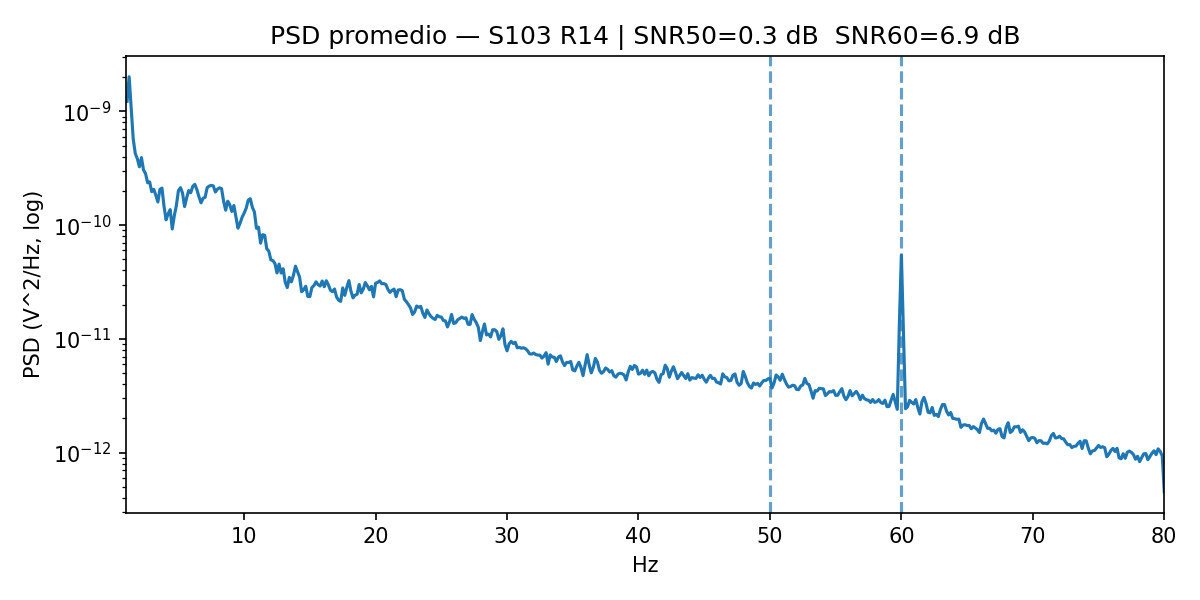 PSD promedio — S103 R14 | SNR50=0.3 dB  SNR60=6.9 dB
PSD (V^2/Hz, log)
10⁻⁹
10⁻¹⁰
10⁻¹¹
10⁻¹²
10 20 30 40 50 60 70 80
Hz